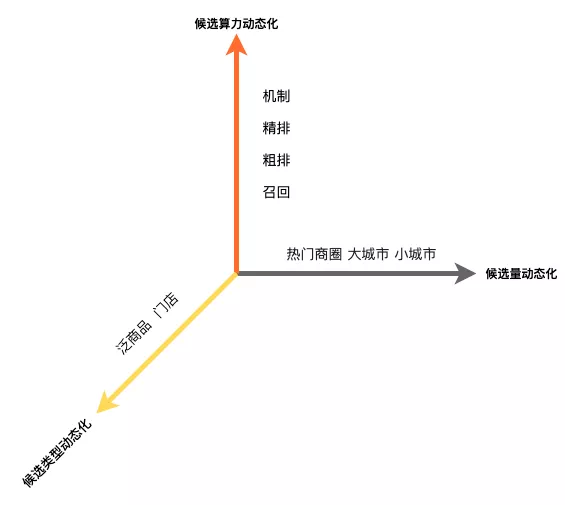 候选算力动态化
机制
精排
粗排
召回
热门商圈 大城市 小城市
候选量动态化
泛商品 门店
候选类型动态化